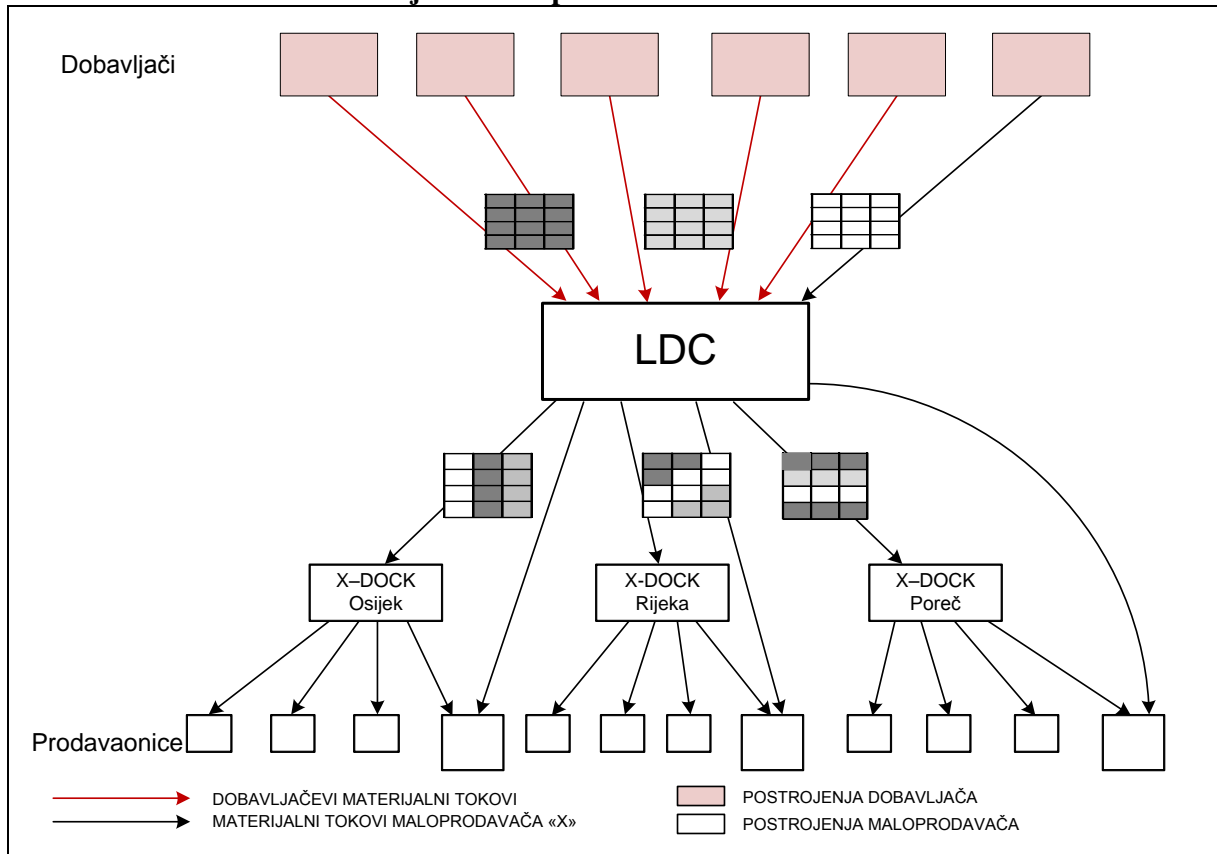 Dobavljači
LDC
X–DOCK
Osijek
X-DOCK
Rijeka
X–DOCK
Poreč
Prodavaonice
DOBAVLJAČEVI MATERIJALNI TOKOVI
MATERIJALNI TOKOVI MALOPRODAVAČA «X»
POSTROJENJA DOBAVLJAČA
POSTROJENJA MALOPRODAVAČA